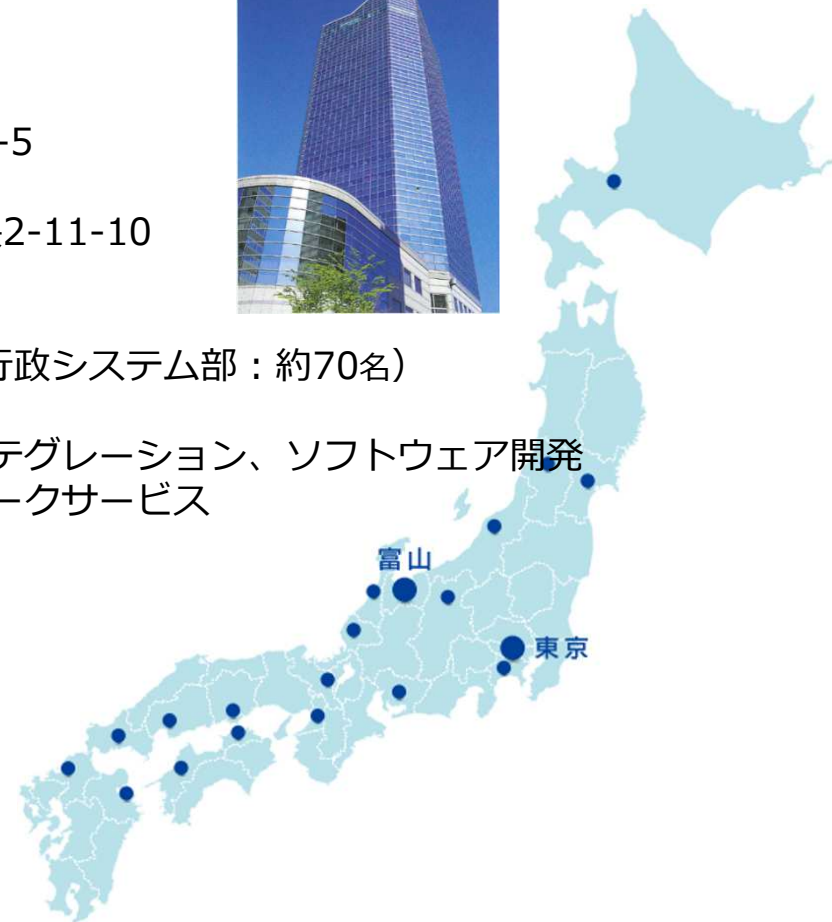 -5
2-11-10
行政システム部：約70名）
テグレーション、ソフトウェア開発
ークサービス
富山
東京